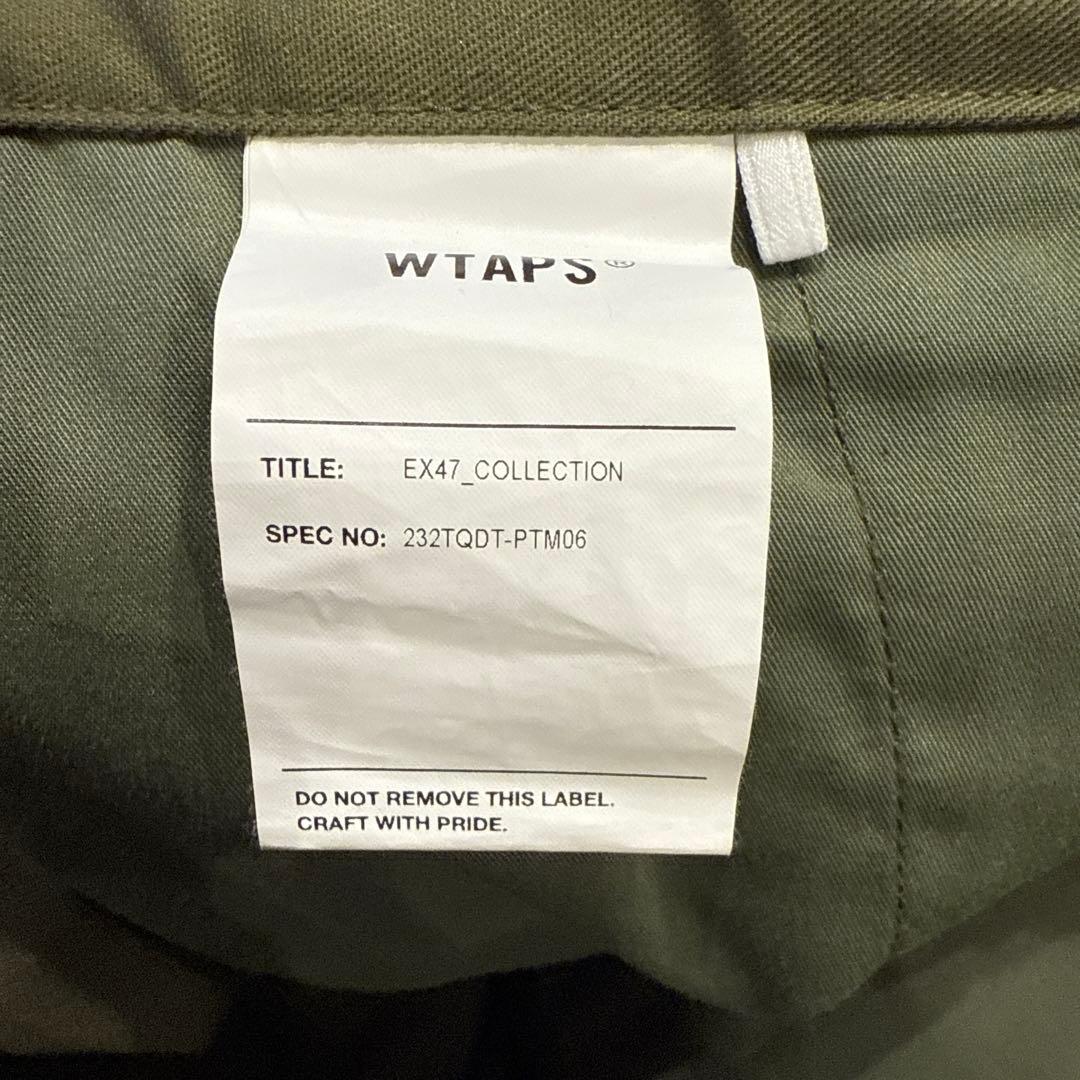 WTAPS®
TITLE: EX47_COLLECTION
SPEC NO: 232TQDT-PTM06
DO NOT REMOVE THIS LABEL.
CRAFT WITH PRIDE.